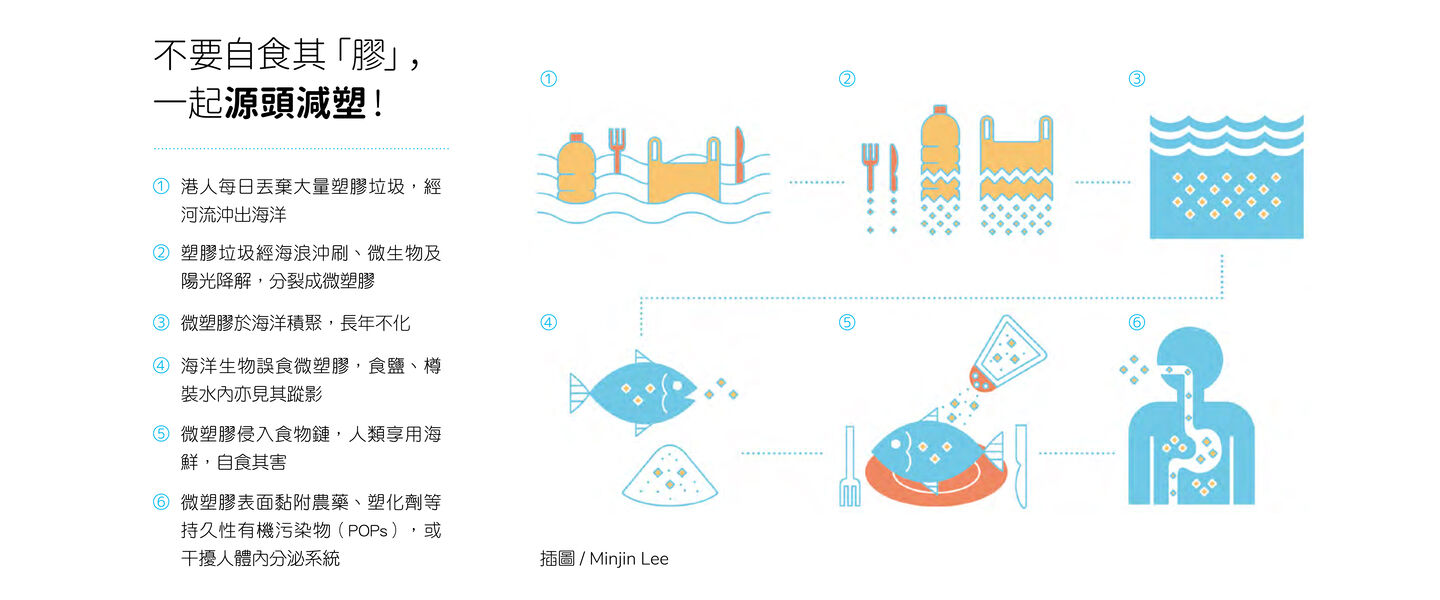 不要自食其「膠」，
一起源頭減塑！
① 港人每日丟棄大量塑膠垃圾，經
河流沖出海洋
② 塑膠垃圾經海浪沖刷、微生物及
陽光降解，分裂成微塑膠
③ 微塑膠於海洋積聚，長年不化
④ 海洋生物誤食微塑膠，食鹽、樽
裝水內亦見其蹤影
⑤ 微塑膠侵入食物鏈，人類享用海
鮮，自食其害
⑥ 微塑膠表面黏附農藥、塑化劑等
持久性有機污染物（POPs），或
干擾人體內分泌系統
①
②
③
④
⑤
⑥
插圖 / Minjin Lee